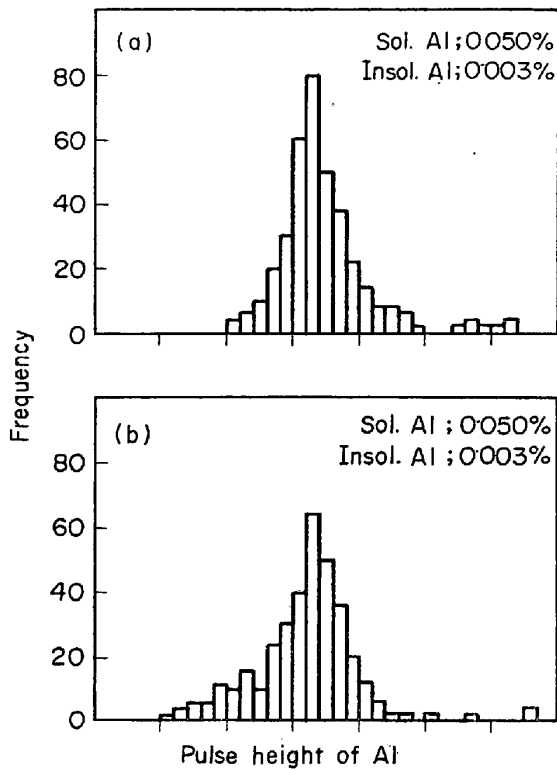 (a)
Sol. Al ; 0.050%
Insol. Al ; 0.003%
80
60
40
20
0
Frequency
(b)
Sol. Al ; 0.050%
Insol. Al ; 0.003%
80
60
40
20
0
Pulse height of Al